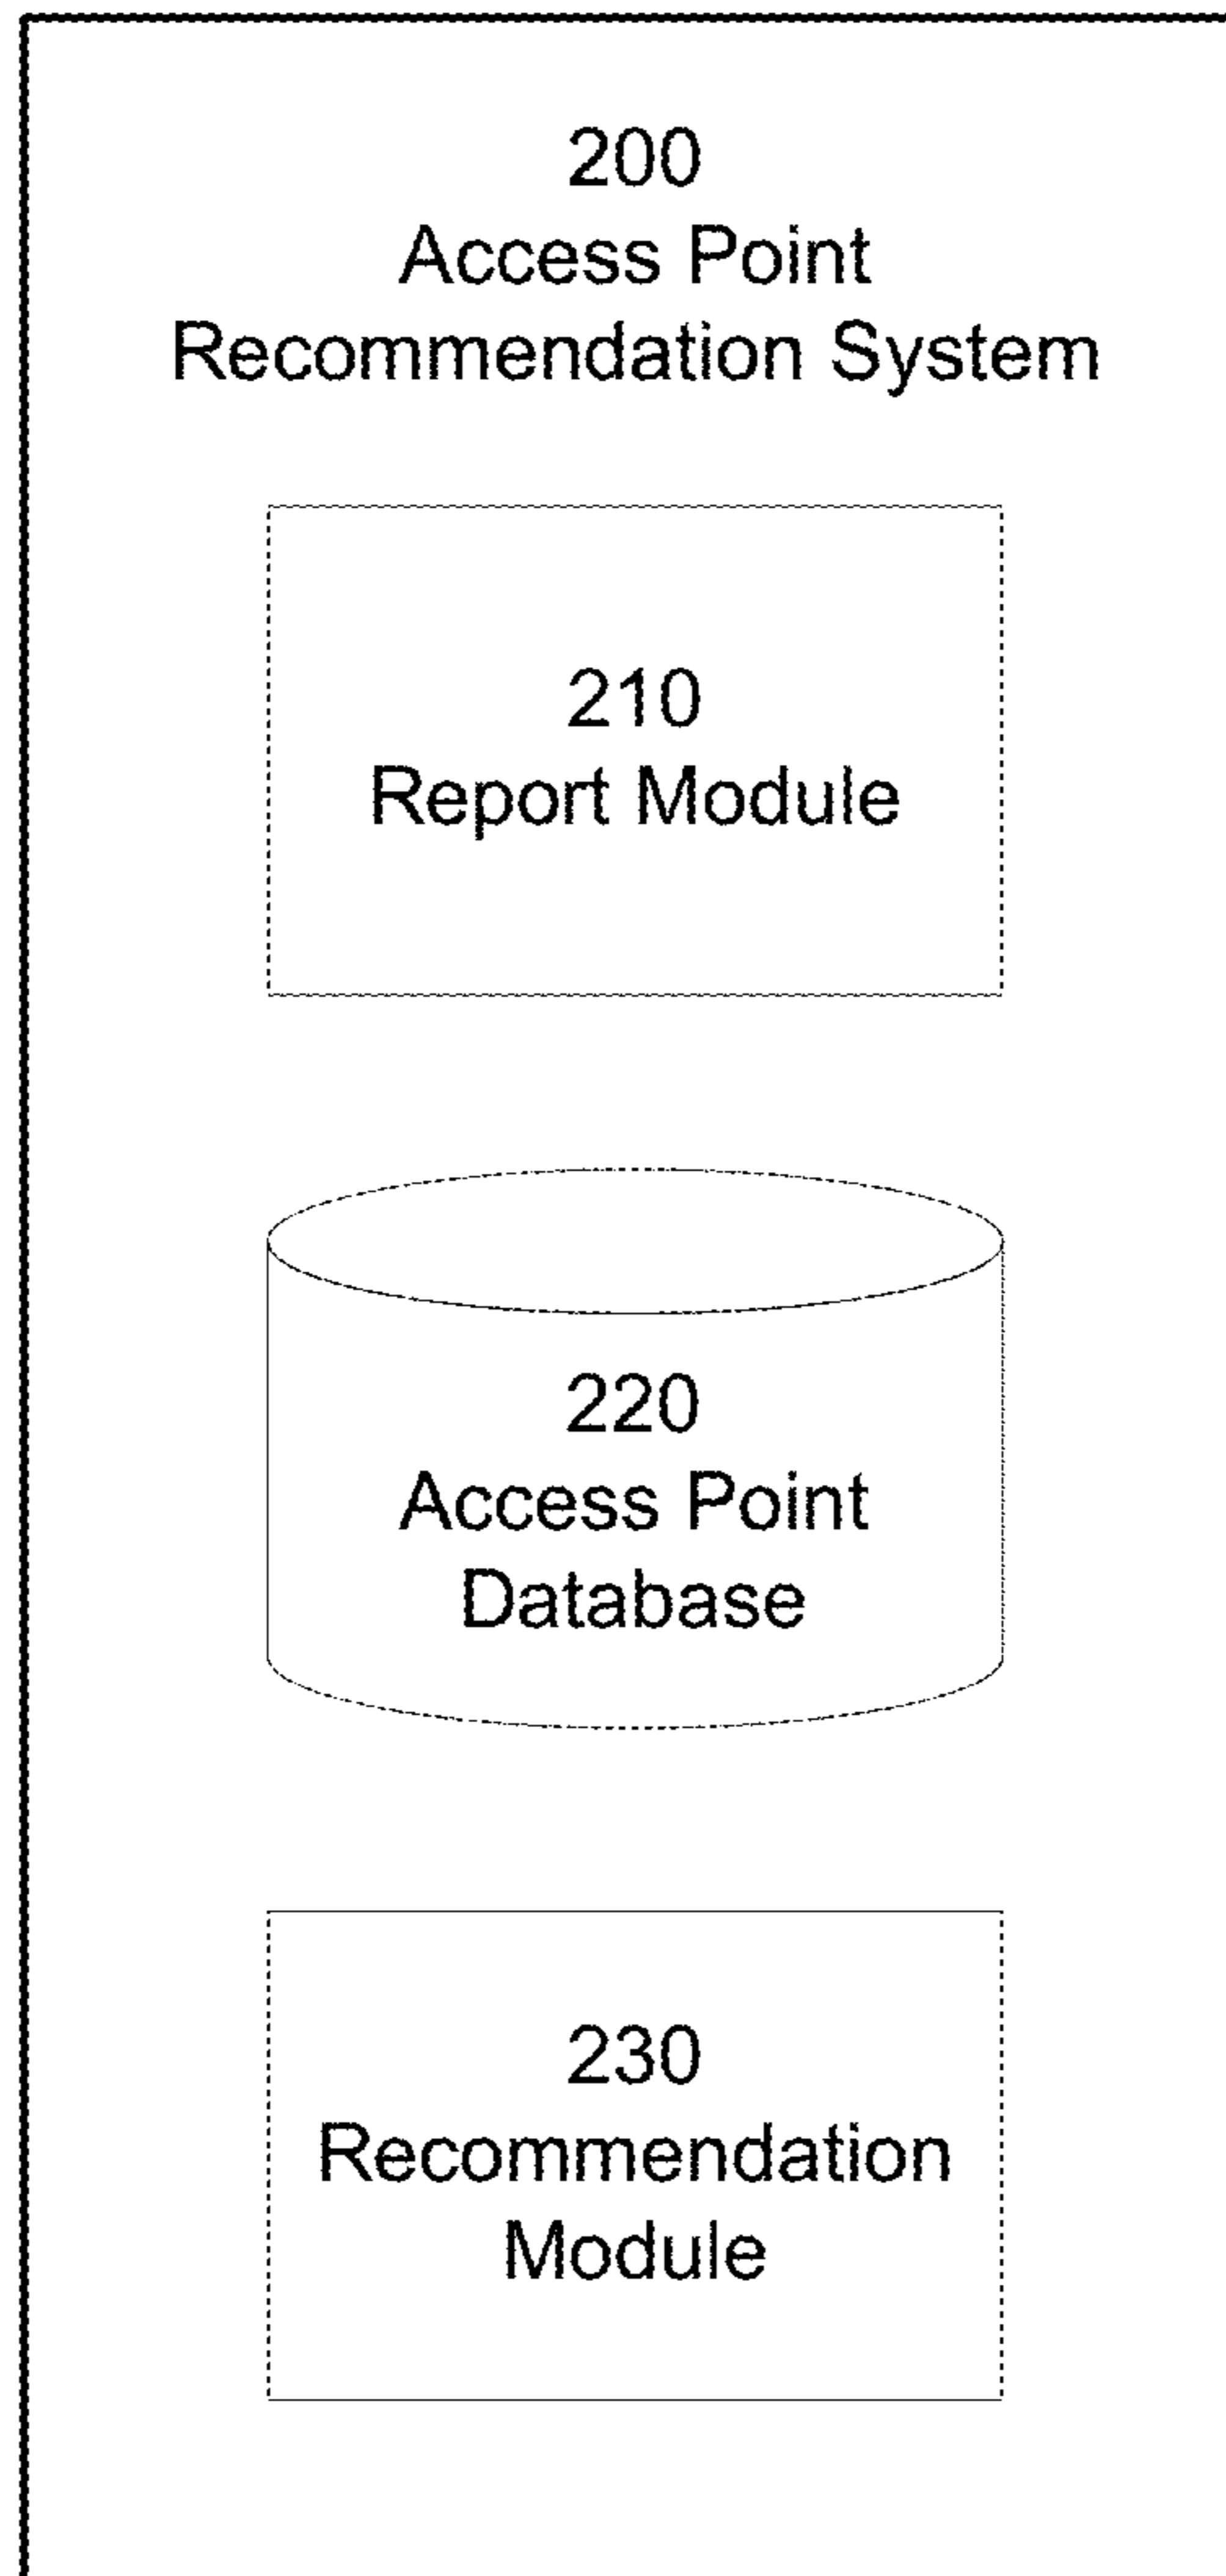 200
Access Point
Recommendation System
210
Report Module
220
Access Point
Database
230
Recommendation
Module